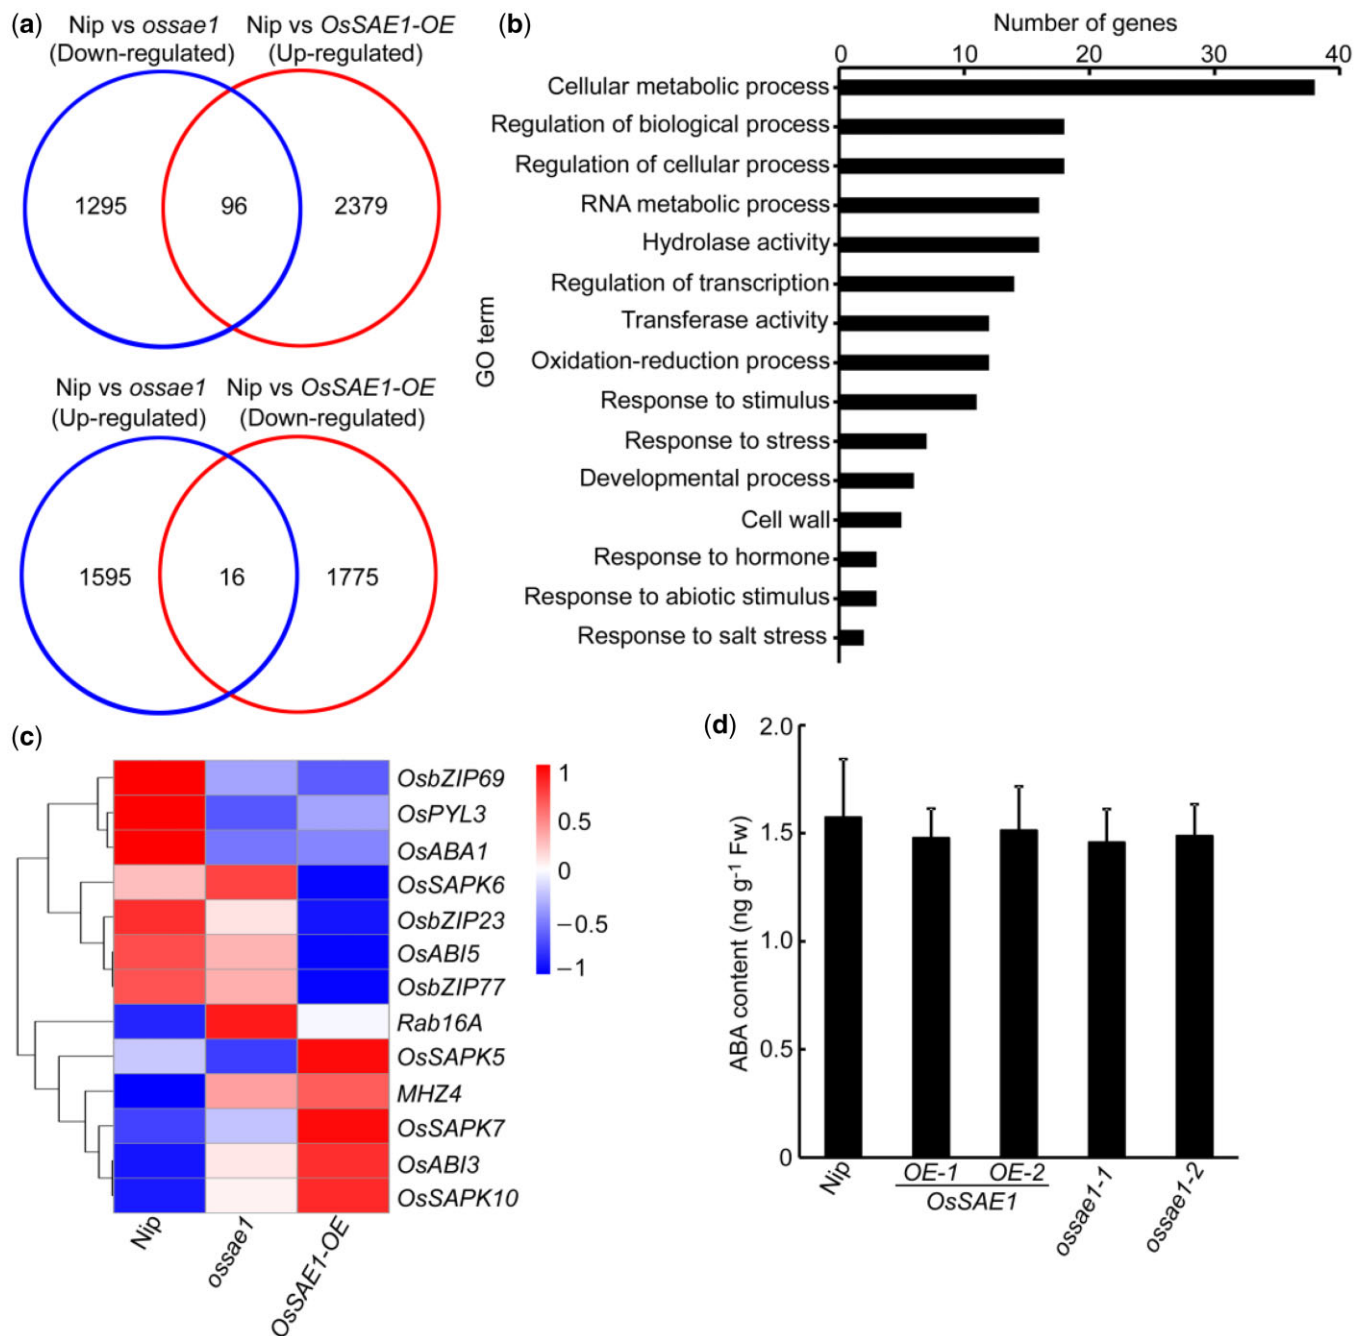 (a)
Nip vs ossae1
(Down-regulated)
Nip vs OsSAE1-OE
(Up-regulated)
1295
96
2379
Nip vs ossae1
(Up-regulated)
Nip vs OsSAE1-OE
(Down-regulated)
1595
16
1775
(b)
Number of genes
0 10 20 30 40
GO term
Cellular metabolic process
Regulation of biological process
Regulation of cellular process
RNA metabolic process
Hydrolase activity
Regulation of transcription
Transferase activity
Oxidation-reduction process
Response to stimulus
Response to stress
Developmental process
Cell wall
Response to hormone
Response to abiotic stimulus
Response to salt stress
(c)
OsbZIP69
OsPYL3
OsABA1
OsSAPK6
OsbZIP23
OsABI5
OsbZIP77
Rab16A
OsSAPK5
MHZ4
OsSAPK7
OsABI3
OsSAPK10
1
0.5
0
−0.5
−1
Nip
ossae1
OsSAE1-OE
(d)
ABA content (ng g⁻¹ Fw)
2.0
1.5
1.0
0.5
0
Nip
OE-1
OE-2
OsSAE1
ossae1-1
ossae1-2